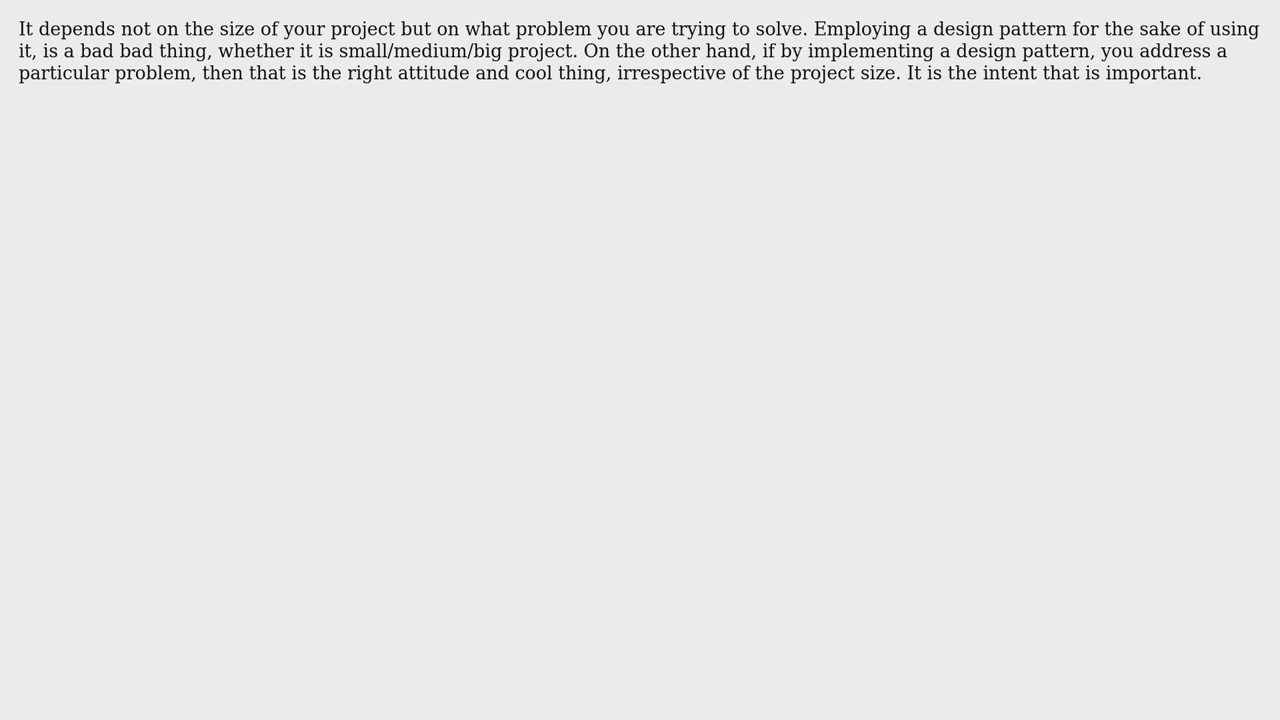 It depends not on the size of your project but on what problem you are trying to solve. Employing a design pattern for the sake of using
it, is a bad bad thing, whether it is small/medium/big project. On the other hand, if by implementing a design pattern, you address a
particular problem, then that is the right attitude and cool thing, irrespective of the project size. It is the intent that is important.